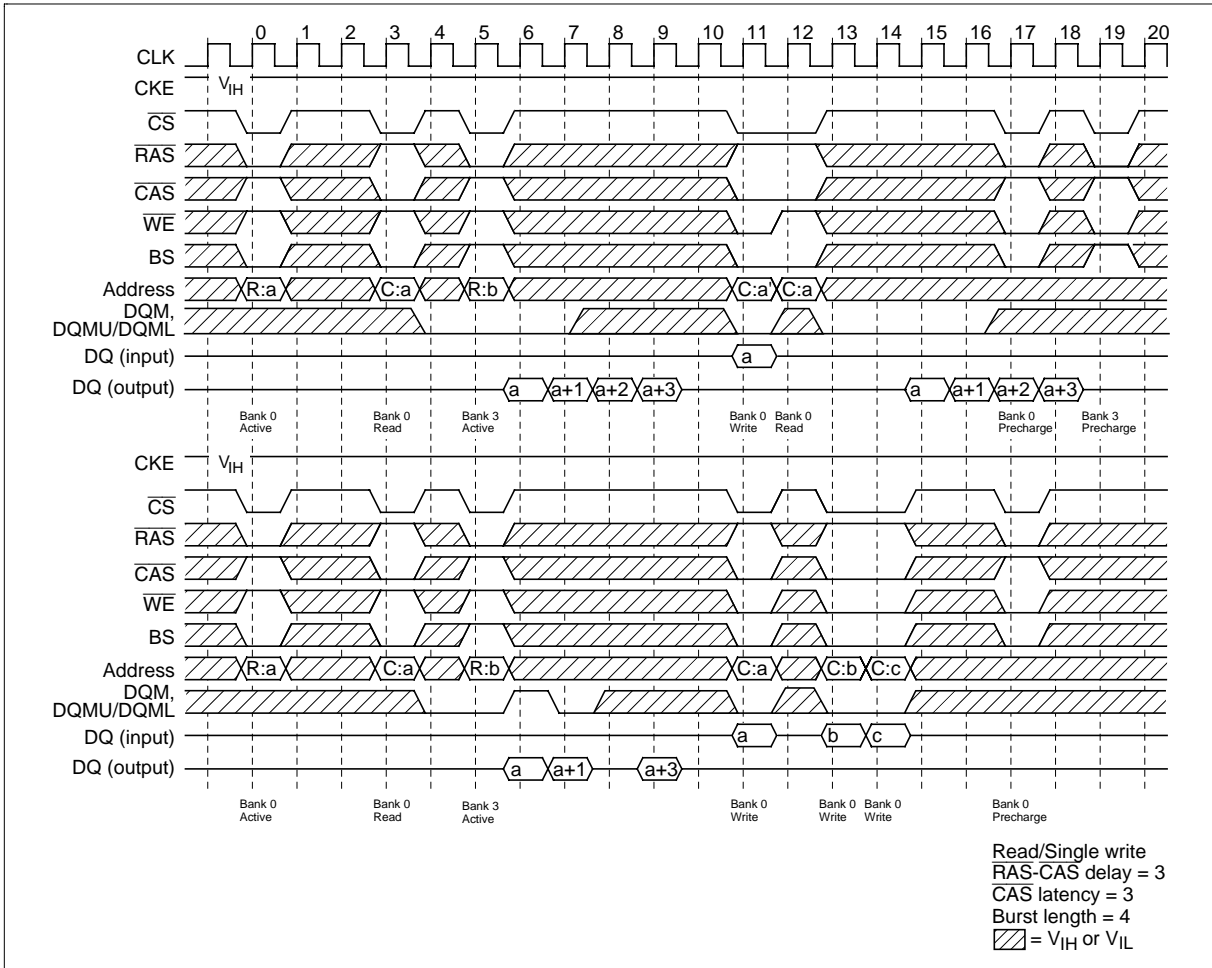 0 1 2 3 4 5 6 7 8 9 10 11 12 13 14 15 16 17 18 19 20
CLK
CKE VIH
CS
RAS
CAS
WE
BS
Address R:a C:a R:b C:a' C:a
DQM,
DQMU/DQML
DQ (input) a
DQ (output) a a+1 a+2 a+3 a a+1 a+2 a+3
Bank 0 Active
Bank 0 Read
Bank 3 Active
Bank 0 Write
Bank 0 Read
Bank 0 Precharge
Bank 3 Precharge
CKE VIH
CS
RAS
CAS
WE
BS
Address R:a C:a R:b C:a C:b C:c
DQM,
DQMU/DQML
DQ (input) a b c
DQ (output) a a+1 a+3
Bank 0 Active
Bank 0 Read
Bank 3 Active
Bank 0 Write
Bank 0 Write
Bank 0 Write
Bank 0 Precharge
Read/Single write
RAS-CAS delay = 3
CAS latency = 3
Burst length = 4
= VIH or VIL